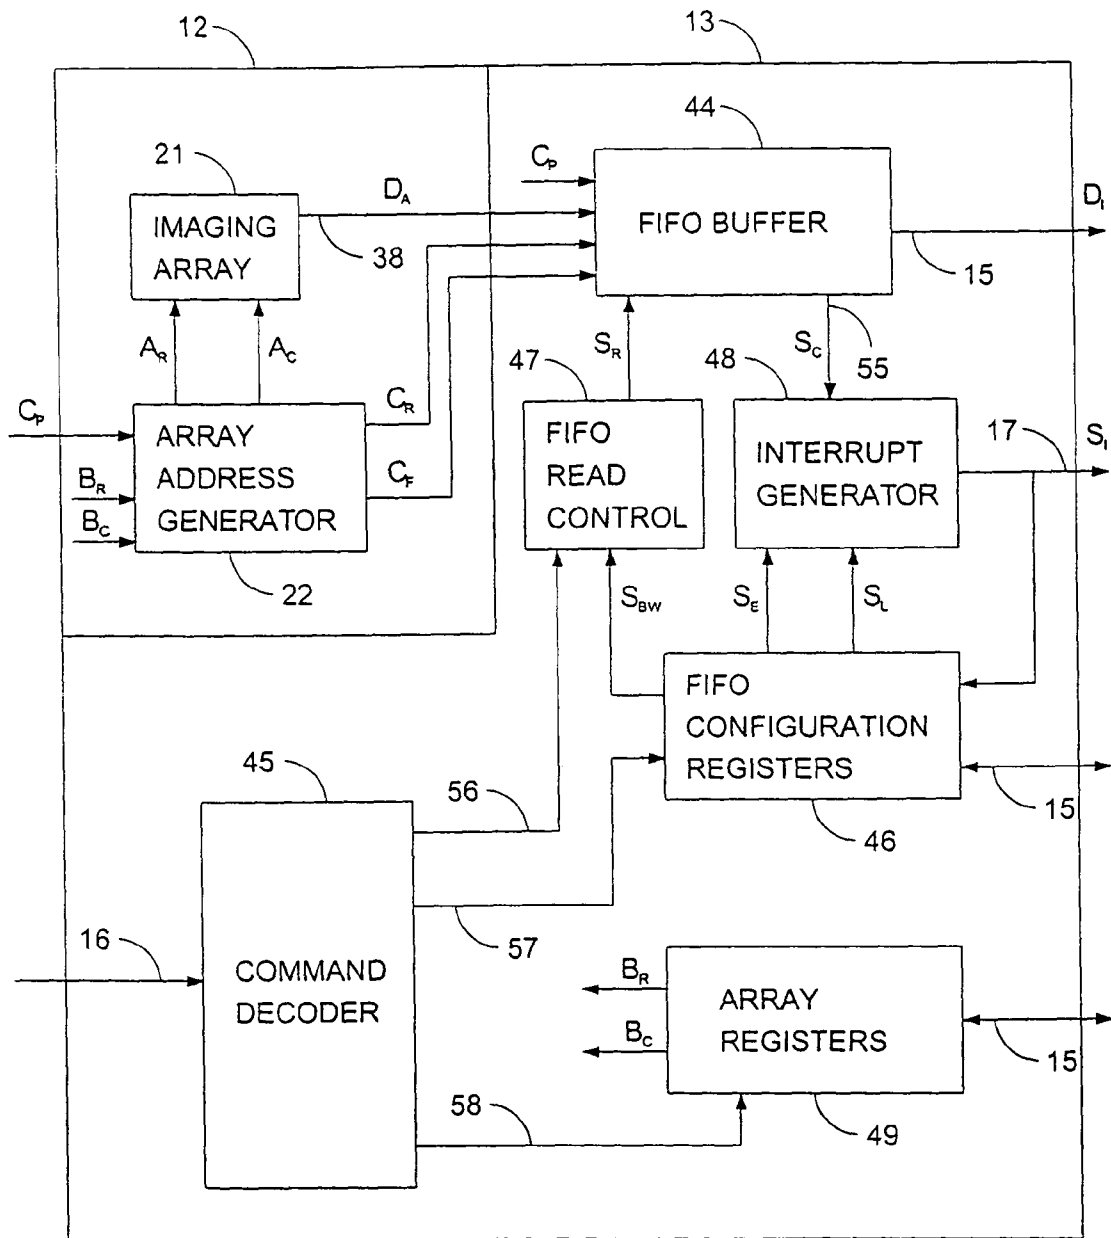 12
13
44
21
C_P
IMAGING
ARRAY
D_A
38
FIFO BUFFER
D_I
15
A_R
A_C
S_R
S_C
55
47
48
C_P
ARRAY
ADDRESS
GENERATOR
C_R
C_F
B_R
B_C
22
FIFO
READ
CONTROL
INTERRUPT
GENERATOR
17
S_I
S_BW
S_E
S_L
FIFO
CONFIGURATION
REGISTERS
15
46
45
56
57
16
COMMAND
DECODER
B_R
B_C
ARRAY
REGISTERS
15
58
49